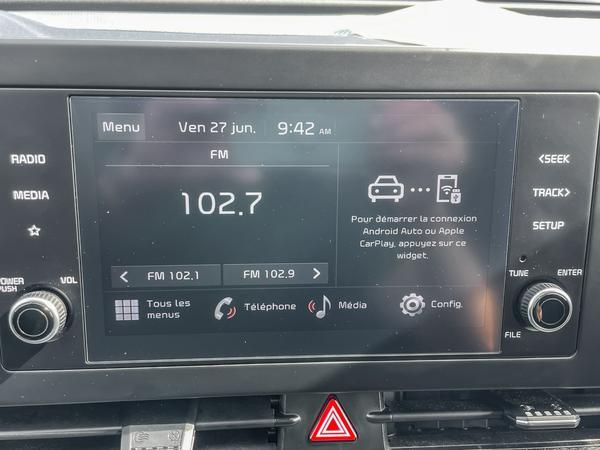 Menu Ven 27 jun. 9:42 AM
FM
102.7
FM 102.1 FM 102.9
Pour démarrer la connexion
Android Auto ou Apple
CarPlay, appuyez sur ce
widget.
Tous les
menus
Téléphone
Média
Config.
RADIO
MEDIA
POWER
PUSH
VOL
<SEEK
TRACK>
SETUP
TUNE
ENTER
FILE